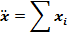 ẍ = ∑ xᵢ